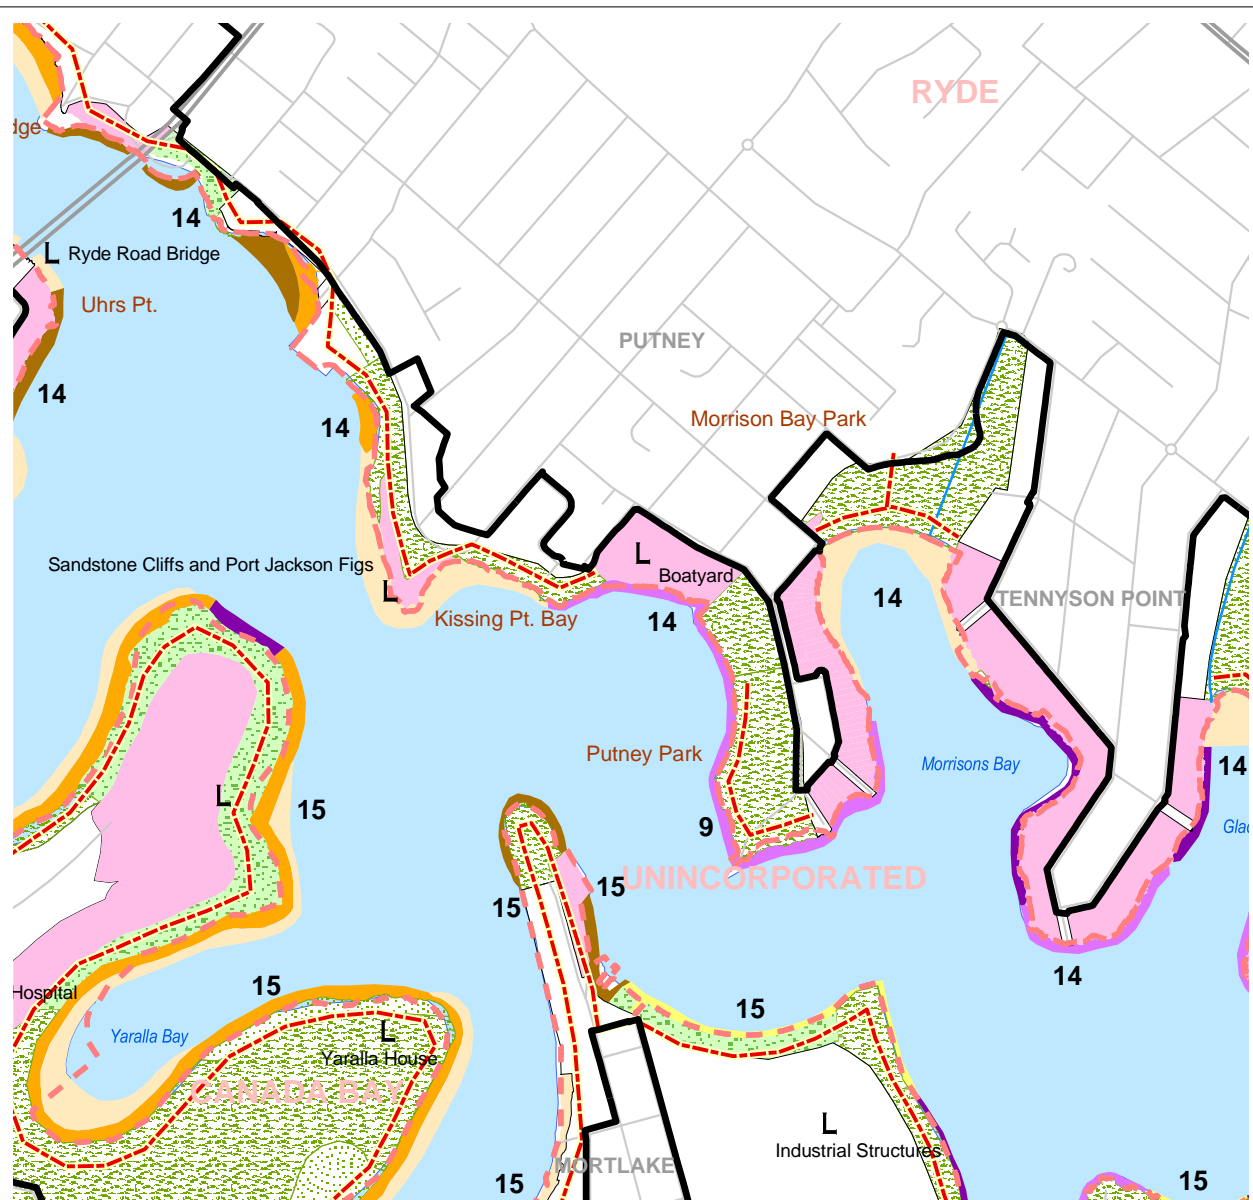 RYDE
dge
14
L Ryde Road Bridge
Uhrs Pt.
PUTNEY
14
Morrison Bay Park
14
L
Boatyard
Sandstone Cliffs and Port Jackson Figs
L
14
TENNYSON POINT
Kissing Pt. Bay
14
Putney Park
Morrisons Bay
14
L
15
9
Glad
UNINCORPORATED
15
15
14
15
Hospital
15
Yaralla Bay
L
Yaralla House
CANADA BAY
L
Industrial Structures
MORTLAKE
15
15